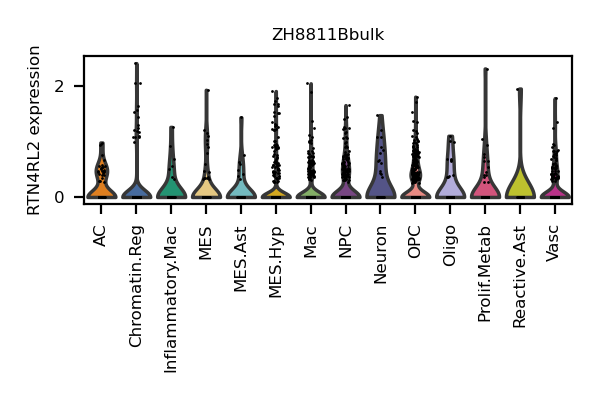 ZH8811Bbulk
RTN4RL2 expression
2
0
AC
Chromatin.Reg
Inflammatory.Mac
MES
MES.Ast
MES.Hyp
Mac
NPC
Neuron
OPC
Oligo
Prolif.Metab
Reactive.Ast
Vasc